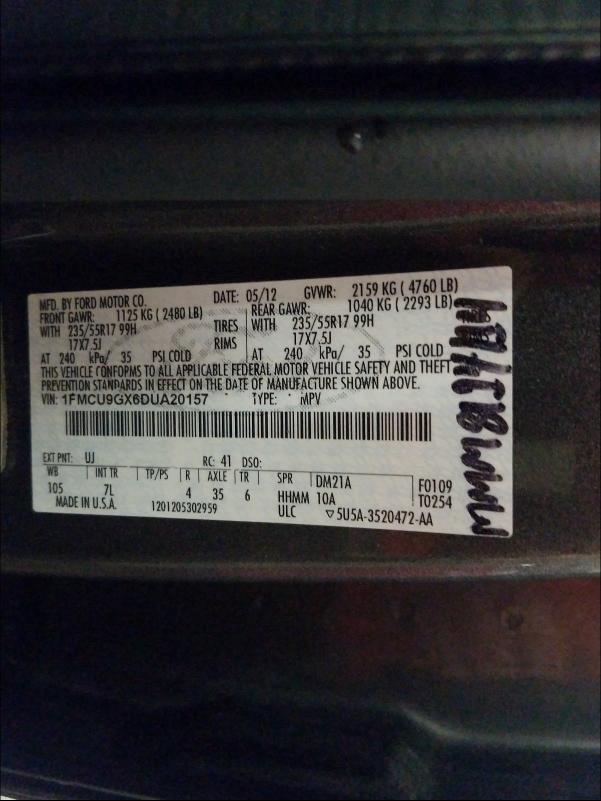 MFD. BY FORD MOTOR CO. DATE: 05/12 GVWR: 2159 KG ( 4760 LB)
FRONT GAWR: 1125 KG ( 2480 LB) REAR GAWR: 1040 KG ( 2293 LB)
WITH 235/55R17 99H TIRES WITH 235/55R17 99H
17X7.5J RIMS 17X7.5J
AT 240 kPa/ 35 PSI COLD AT 240 kPa/ 35 PSI COLD
THIS VEHICLE CONFORMS TO ALL APPLICABLE FEDERAL MOTOR VEHICLE SAFETY AND THEFT
PREVENTION STANDARDS IN EFFECT ON THE DATE OF MANUFACTURE SHOWN ABOVE.
VIN: 1FMCU9GX6DUA20157 TYPE: MPV
EXT PNT: UJ RC: 41 DSO:
WB INT TR TP/PS R AXLE TR SPR DM21A F0109
105 7L 4 35 6 HHMM 10A T0254
MADE IN U.S.A. 1201205302959 ULC ▽5U5A-3520472-AA